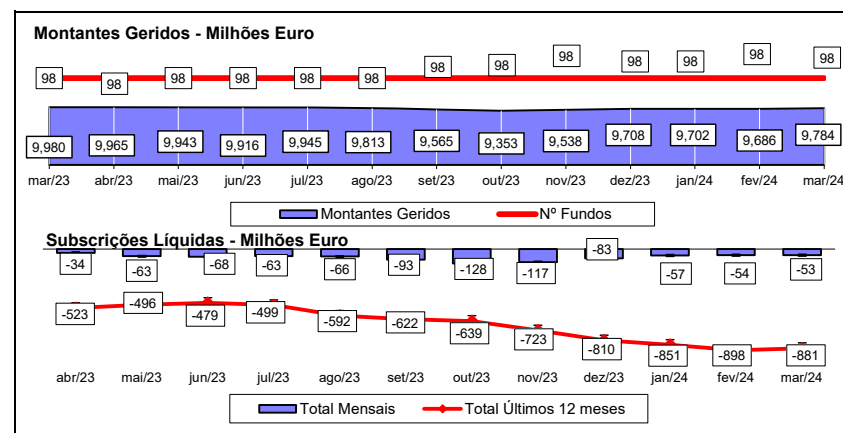 Montantes Geridos - Milhões Euro
98 98 98 98 98 98 98 98 98 98 98 98 98
9,980 9,965 9,943 9,916 9,945 9,813 9,565 9,353 9,538 9,708 9,702 9,686 9,784
mar/23 abr/23 mai/23 jun/23 jul/23 ago/23 set/23 out/23 nov/23 dez/23 jan/24 fev/24 mar/24
Montantes Geridos Nº Fundos
Subscrições Líquidas - Milhões Euro
-34 -63 -68 -63 -66 -93 -128 -117 -83 -57 -54 -53
-523 -496 -479 -499 -592 -622 -639 -723 -810 -851 -898 -881
abr/23 mai/23 jun/23 jul/23 ago/23 set/23 out/23 nov/23 dez/23 jan/24 fev/24 mar/24
Total Mensais Total Últimos 12 meses